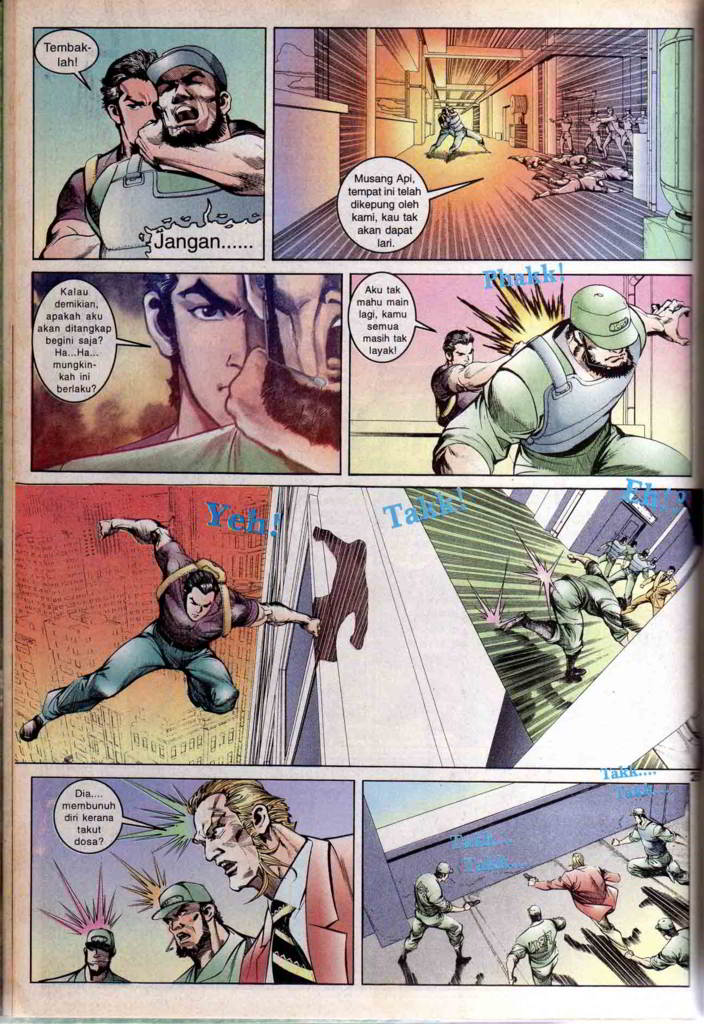 Tembak-
lah!
Jangan......
Musang Api,
tempat ini telah
dikepung oleh
kami, kau tak
akan dapat
lari.
Kalau
demikian,
apakah aku
akan ditangkap
begini saja?
Ha...Ha...
mungkin-
kah ini
berlaku?
Phakk!
Aku tak
mahu main
lagi, kamu
semua
masih tak
layak!
Yeh!
Takk!
Eh!?
Dia....
membunuh
diri kerana
takut
dosa?
Takk....
Takk...
Takk...
Takk...